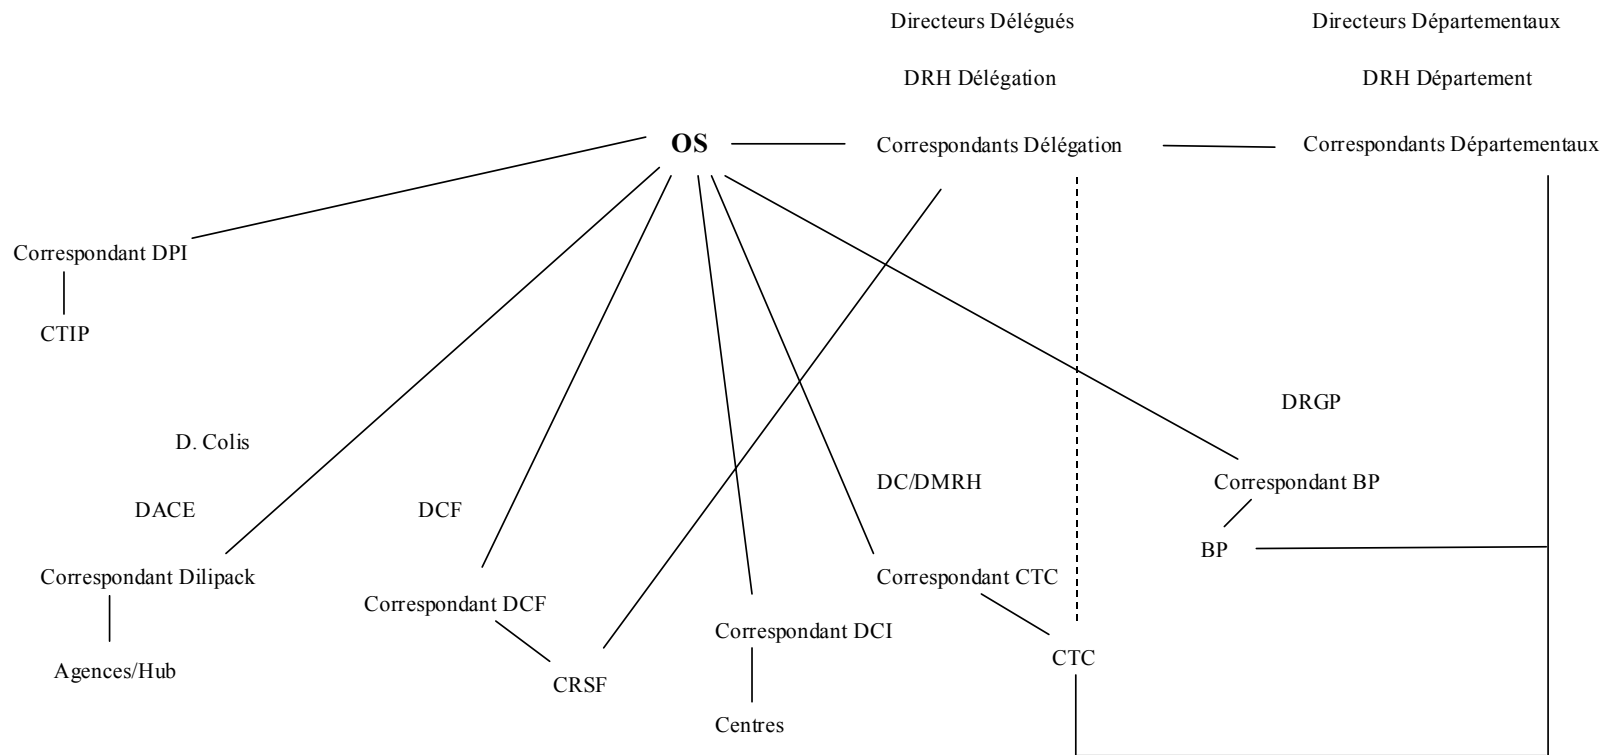 Directeurs Délégués
Directeurs Départementaux
DRH Délégation
DRH Département
OS
Correspondants Délégation
Correspondants Départementaux
Correspondant DPI
CTIP
DRGP
D. Colis
DC/DMRH
Correspondant BP
DACE
DCF
BP
Correspondant Dilipack
Correspondant CTC
Correspondant DCF
Correspondant DCI
CTC
Agences/Hub
CRSF
Centres